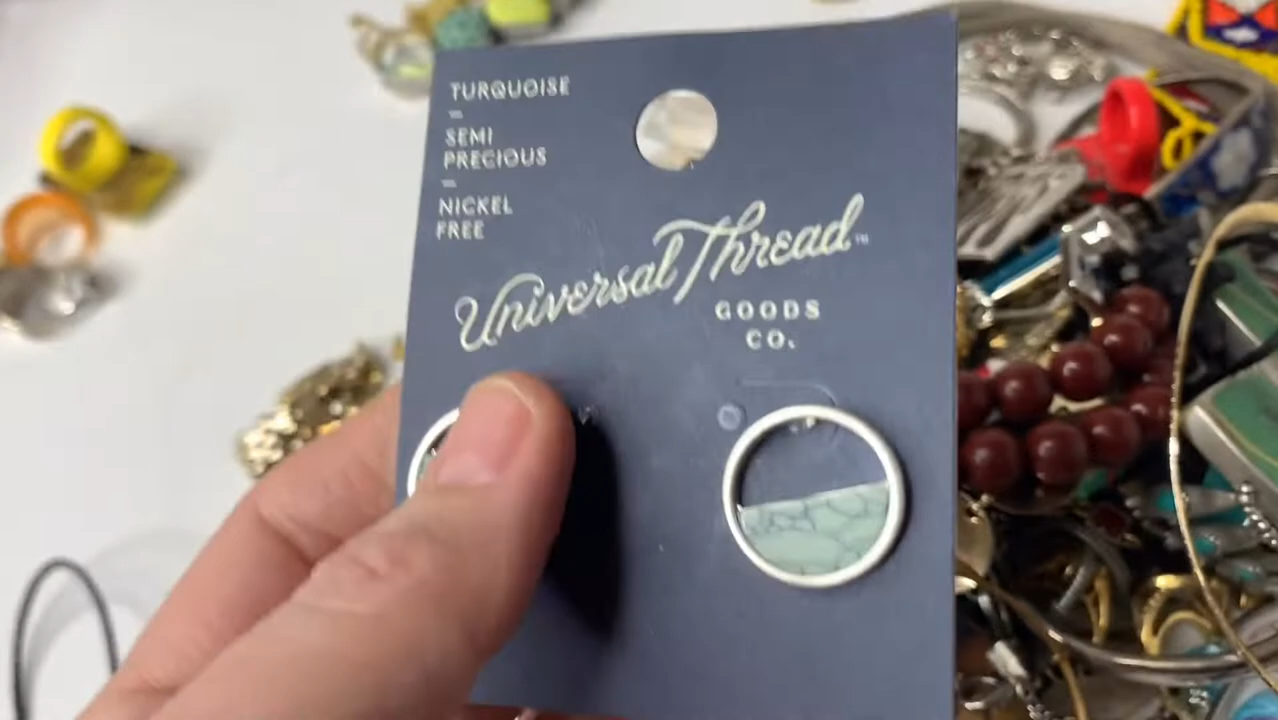 TURQUOISE
–
SEMI
PRECIOUS
–
NICKEL
FREE
Universal Thread™
GOODS
CO.